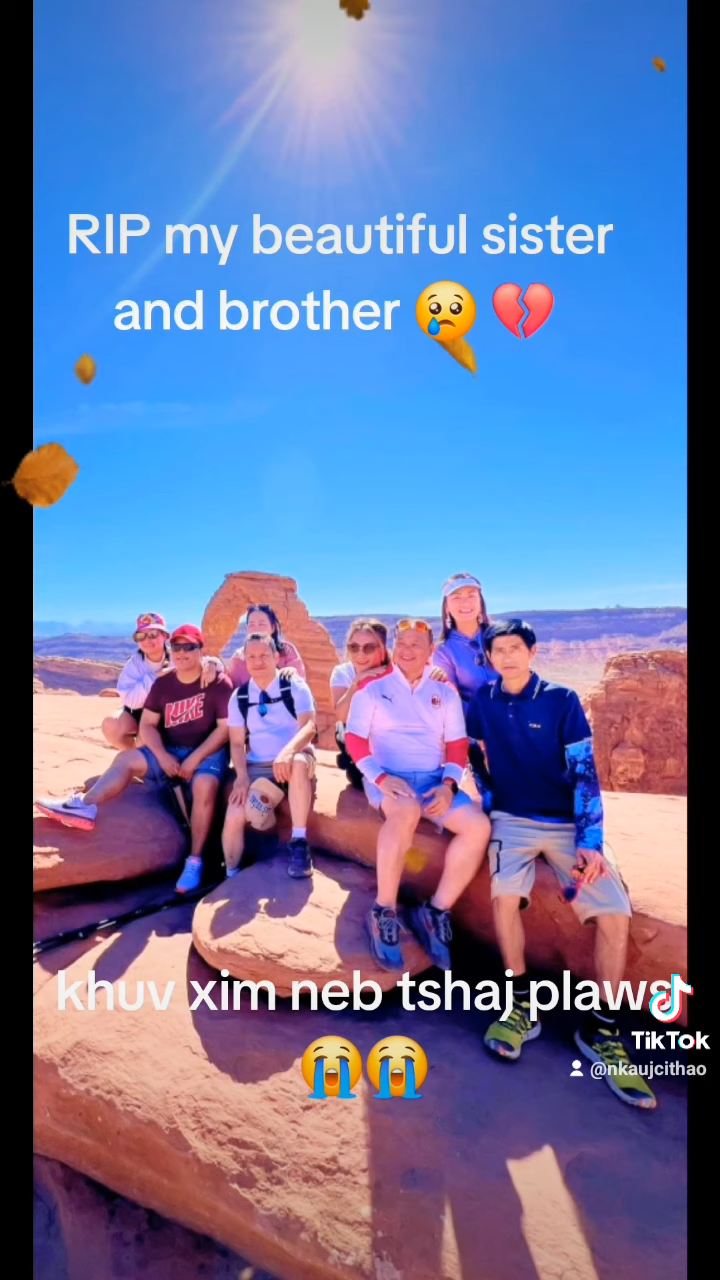 RIP my beautiful sister
and brother 😢 💔
NIKE
khuv xim neb tshaj plaws
😭😭
TikTok
@nkaujcithao